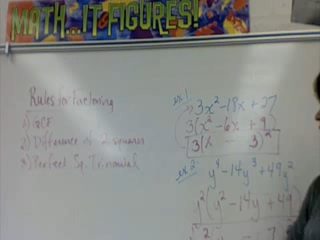 MATH...IT FIGURES!
Rules for Factoring
1) GCF
2) Difference of 2 squares
3) Perfect Sq. Trinomial
ex. 1
3x² - 18x + 27
3(x² - 6x + 9)
3(x - 3)²
ex. 2
y⁴ - 14y³ + 49y²
y²(y² - 14y + 49)
y²(y - 7